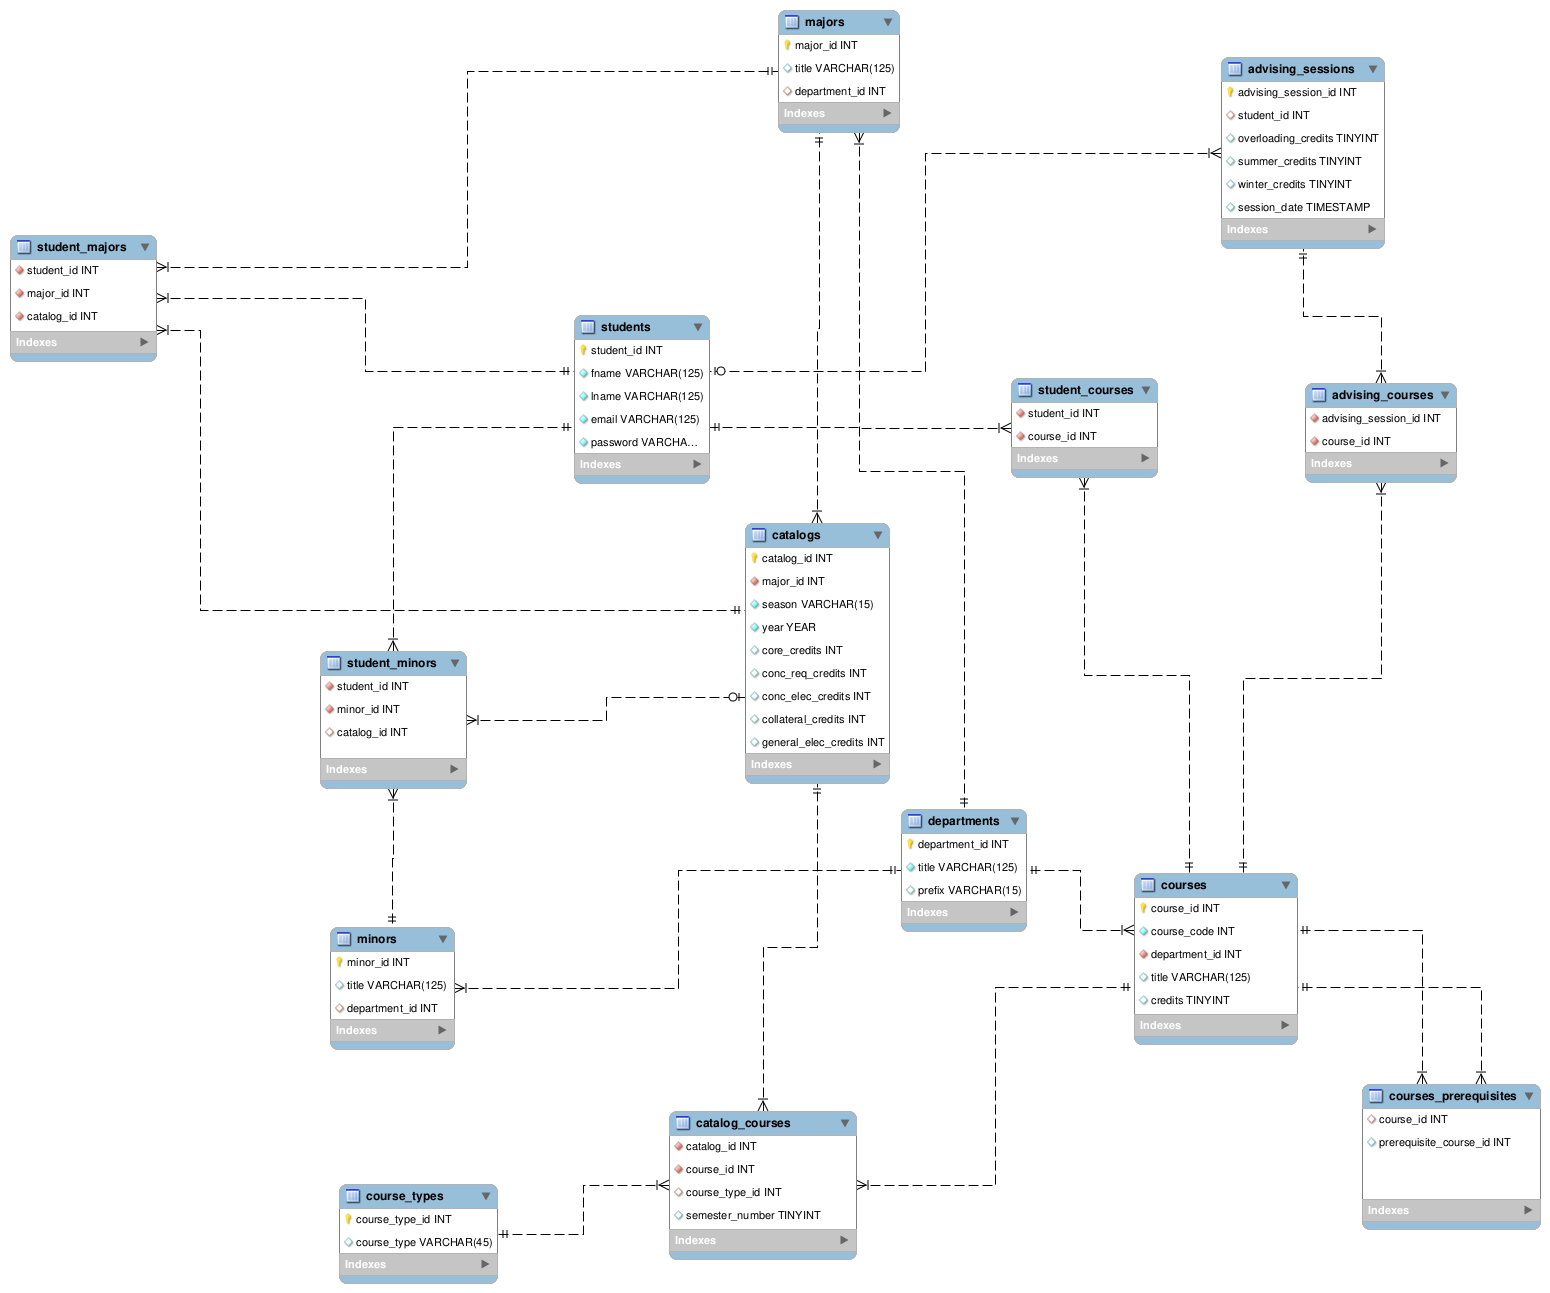 majors
major_id INT
title VARCHAR(125)
department_id INT
Indexes
advising_sessions
advising_session_id INT
student_id INT
overloading_credits TINYINT
summer_credits TINYINT
winter_credits TINYINT
session_date TIMESTAMP
Indexes
student_majors
student_id INT
major_id INT
catalog_id INT
Indexes
students
student_id INT
fname VARCHAR(125)
lname VARCHAR(125)
email VARCHAR(125)
password VARCHA...
Indexes
student_courses
student_id INT
course_id INT
Indexes
advising_courses
advising_session_id INT
course_id INT
Indexes
catalogs
catalog_id INT
major_id INT
season VARCHAR(15)
year YEAR
core_credits INT
conc_req_credits INT
conc_elec_credits INT
collateral_credits INT
general_elec_credits INT
Indexes
student_minors
student_id INT
minor_id INT
catalog_id INT
Indexes
departments
department_id INT
title VARCHAR(125)
prefix VARCHAR(15)
Indexes
courses
course_id INT
course_code INT
department_id INT
title VARCHAR(125)
credits TINYINT
Indexes
minors
minor_id INT
title VARCHAR(125)
department_id INT
Indexes
courses_prerequisites
course_id INT
prerequisite_course_id INT
Indexes
catalog_courses
catalog_id INT
course_id INT
course_type_id INT
semester_number TINYINT
Indexes
course_types
course_type_id INT
course_type VARCHAR(45)
Indexes